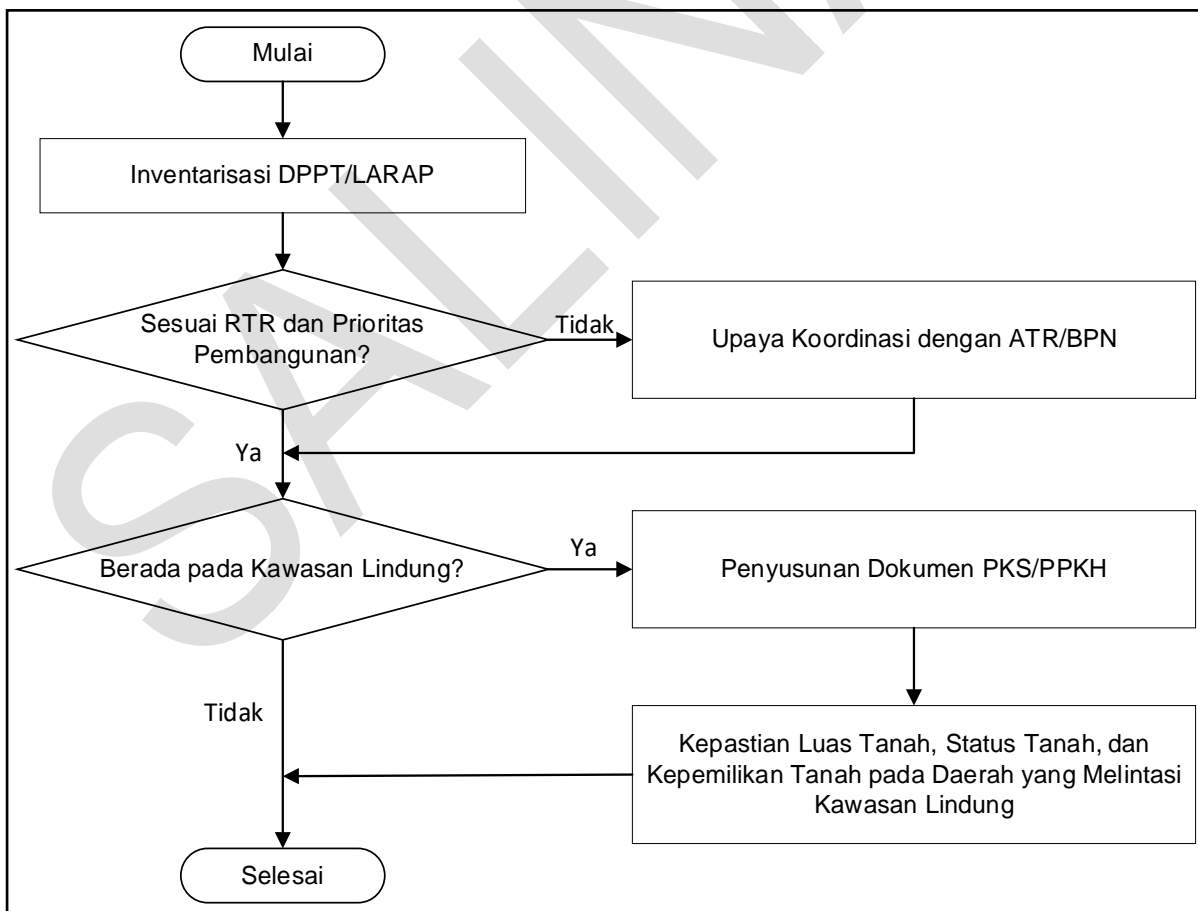 Mulai
Inventarisasi DPPT/LARAP
Sesuai RTR dan Prioritas
Pembangunan?
Tidak
Upaya Koordinasi dengan ATR/BPN
Ya
Berada pada Kawasan Lindung?
Ya
Penyusunan Dokumen PKS/PPKH
Tidak
Kepastian Luas Tanah, Status Tanah, dan
Kepemilikan Tanah pada Daerah yang Melintasi
Kawasan Lindung
Selesai
SALIN